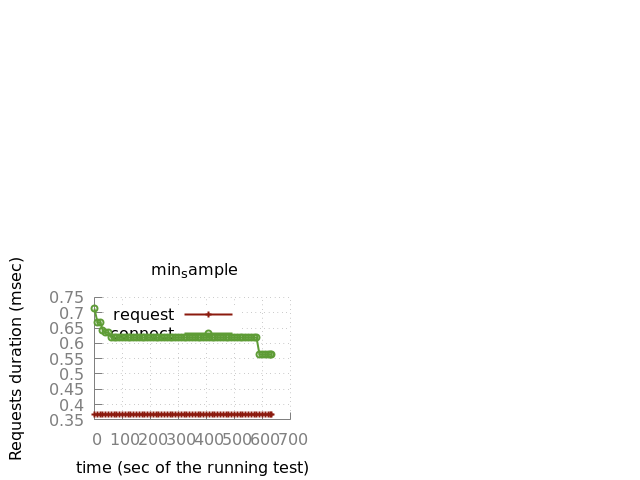 min_sample
Requests duration (msec)
0.75
0.7
0.65
0.6
0.55
0.5
0.45
0.4
0.35
request
connect
0 100 200 300 400 500 600 700
time (sec of the running test)